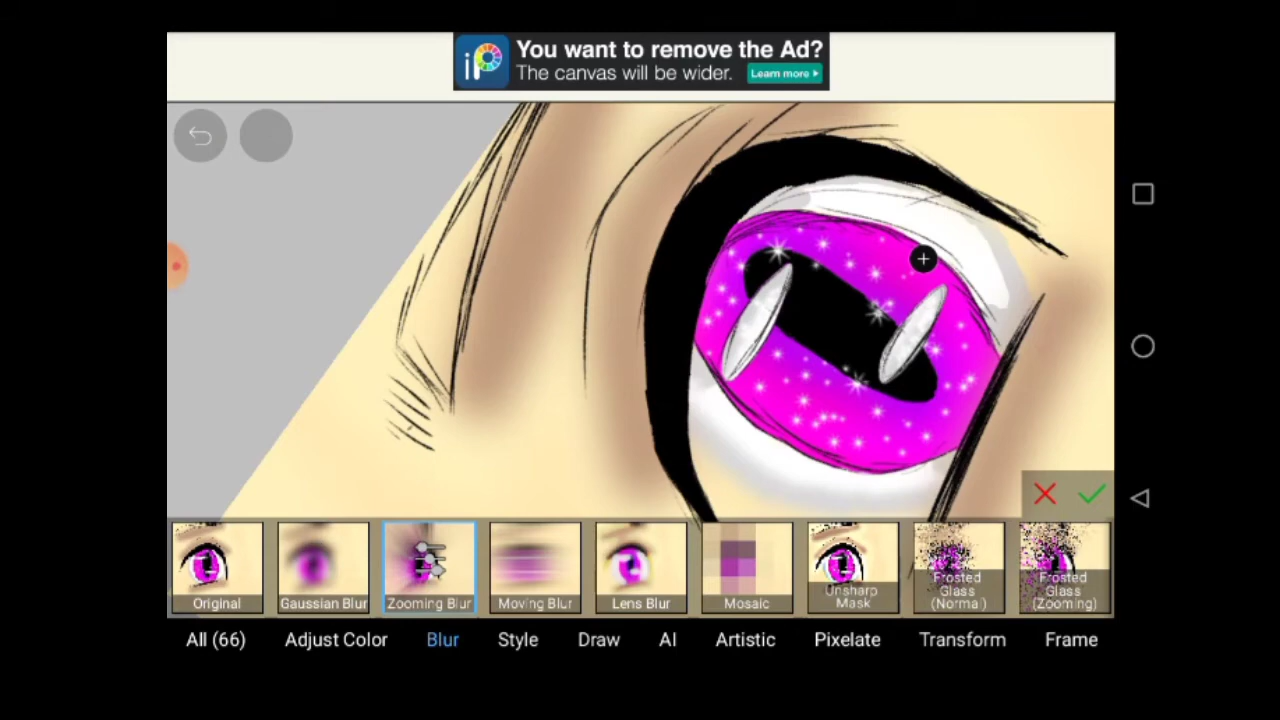 iP
You want to remove the Ad?
The canvas will be wider.
Learn more
Original
Gaussian Blur
Zooming Blur
Moving Blur
Lens Blur
Mosaic
Unsharp
Mask
Frosted
Glass
(Normal)
Frosted
Glass
(Zooming)
All (66)
Adjust Color
Blur
Style
Draw
AI
Artistic
Pixelate
Transform
Frame